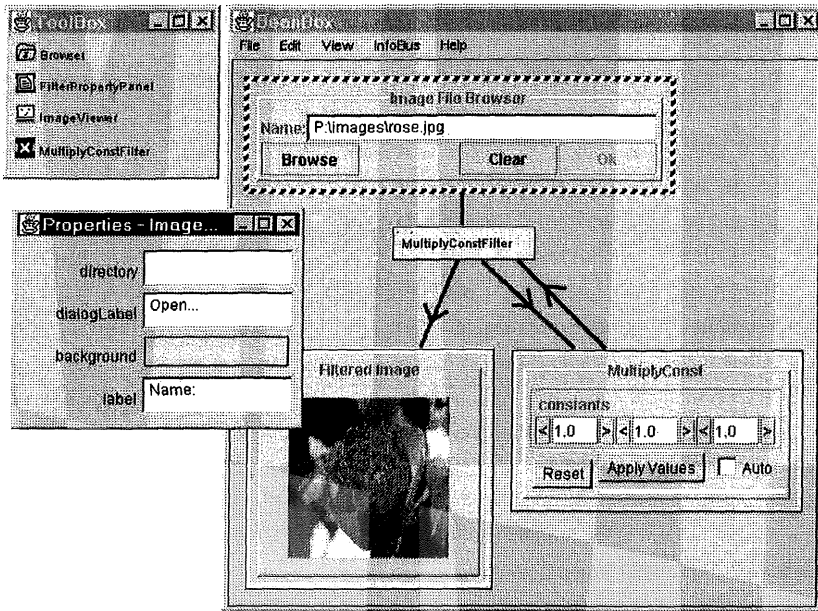 ToolBox
Browser
FilterPropertyPanel
ImageViewer
MultiplyConstFilter
BeanBox
File Edit View InfoBus Help
Image File Browser
Name: P:\images\rose.jpg
Browse Clear Ok
MultiplyConstFilter
Properties - Image...
directory
dialogLabel Open...
background
label Name:
Filtered Image
MultiplyConst
constants
< 1.0 > < 1.0 > < 1.0 >
Reset Apply Values Auto